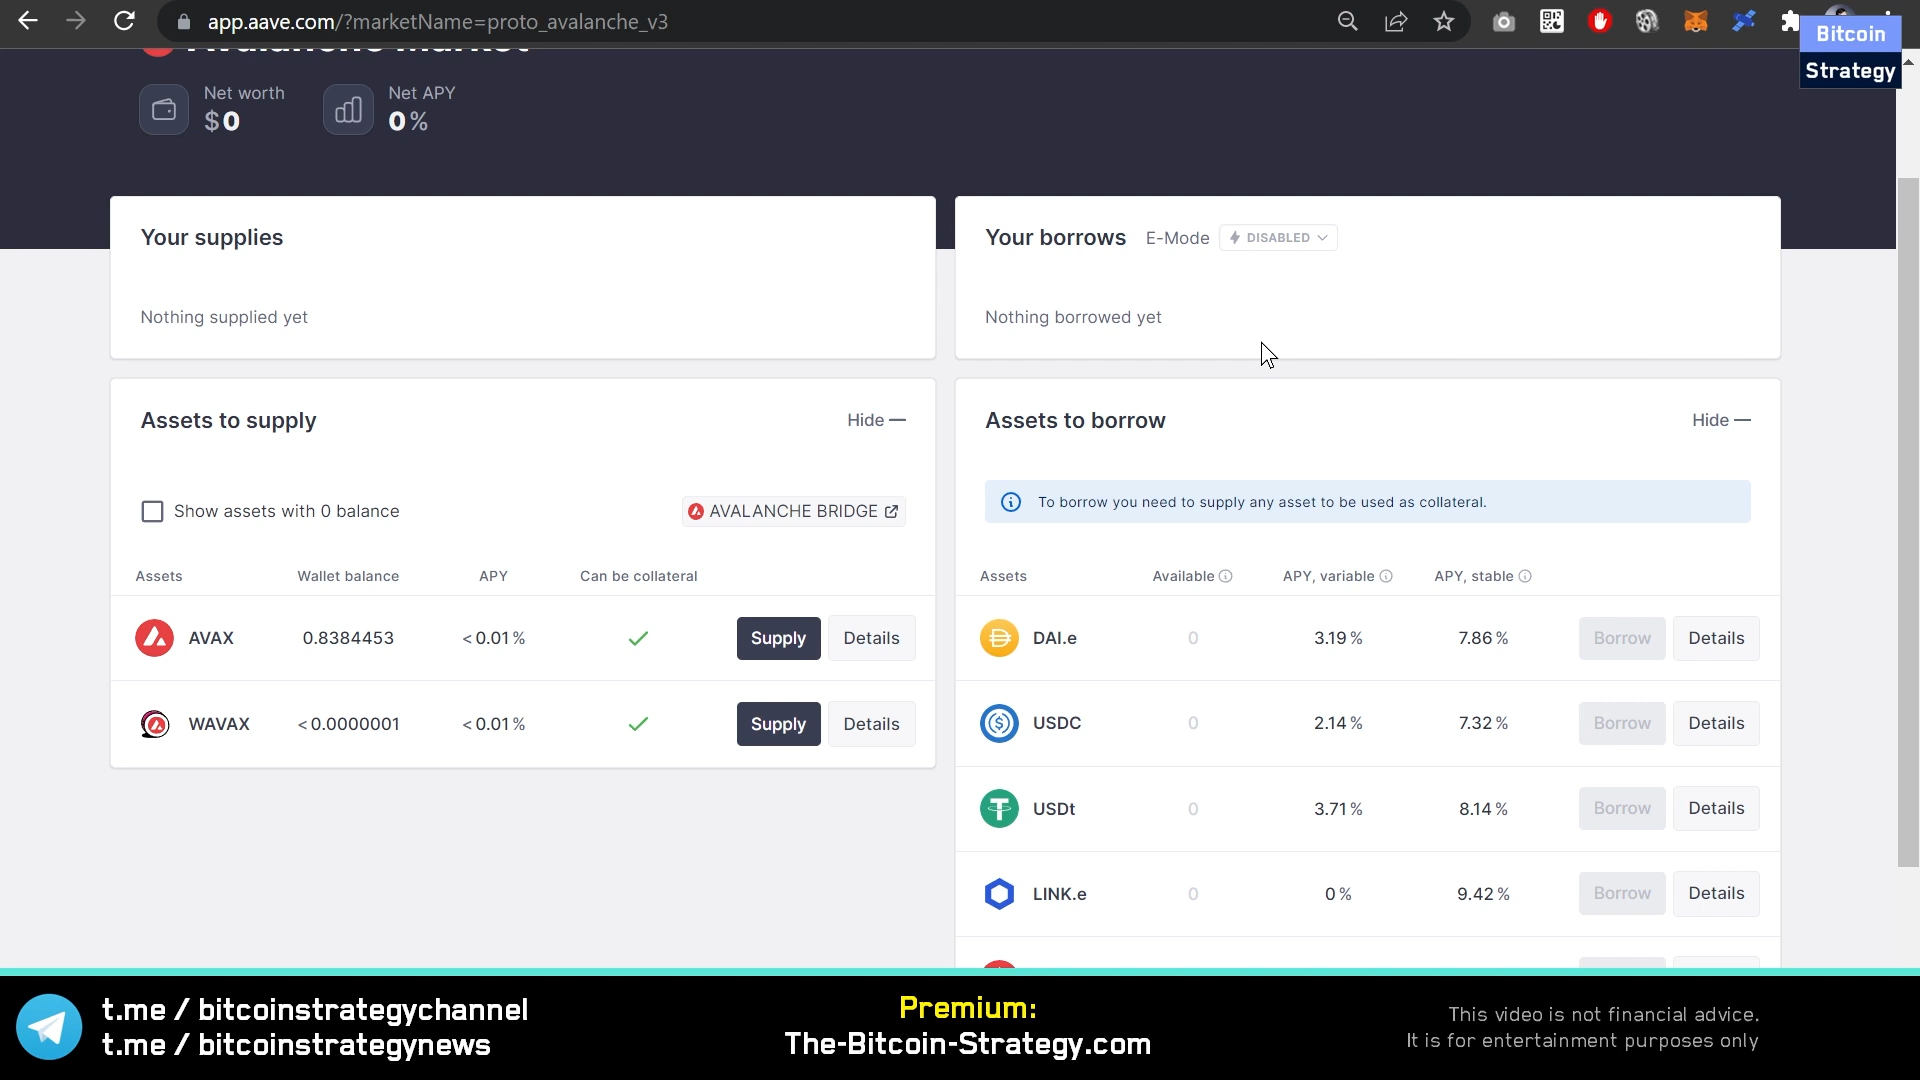 app.aave.com/?marketName=proto_avalanche_v3
Bitcoin
Strategy
Avalanche Market
Net worth
$0
Net APY
0%
Your supplies
Nothing supplied yet
Your borrows E-Mode DISABLED
Nothing borrowed yet
Assets to supply Hide
Show assets with 0 balance AVALANCHE BRIDGE
Assets Wallet balance APY Can be collateral
AVAX 0.8384453 <0.01% Supply Details
WAVAX <0.0000001 <0.01% Supply Details
Assets to borrow Hide
To borrow you need to supply any asset to be used as collateral.
Assets Available APY, variable APY, stable
DAI.e 0 3.19% 7.86% Borrow Details
USDC 0 2.14% 7.32% Borrow Details
USDt 0 3.71% 8.14% Borrow Details
LINK.e 0 0% 9.42% Borrow Details
t.me / bitcoinstrategychannel
t.me / bitcoinstrategynews
Premium:
The-Bitcoin-Strategy.com
This video is not financial advice.
It is for entertainment purposes only